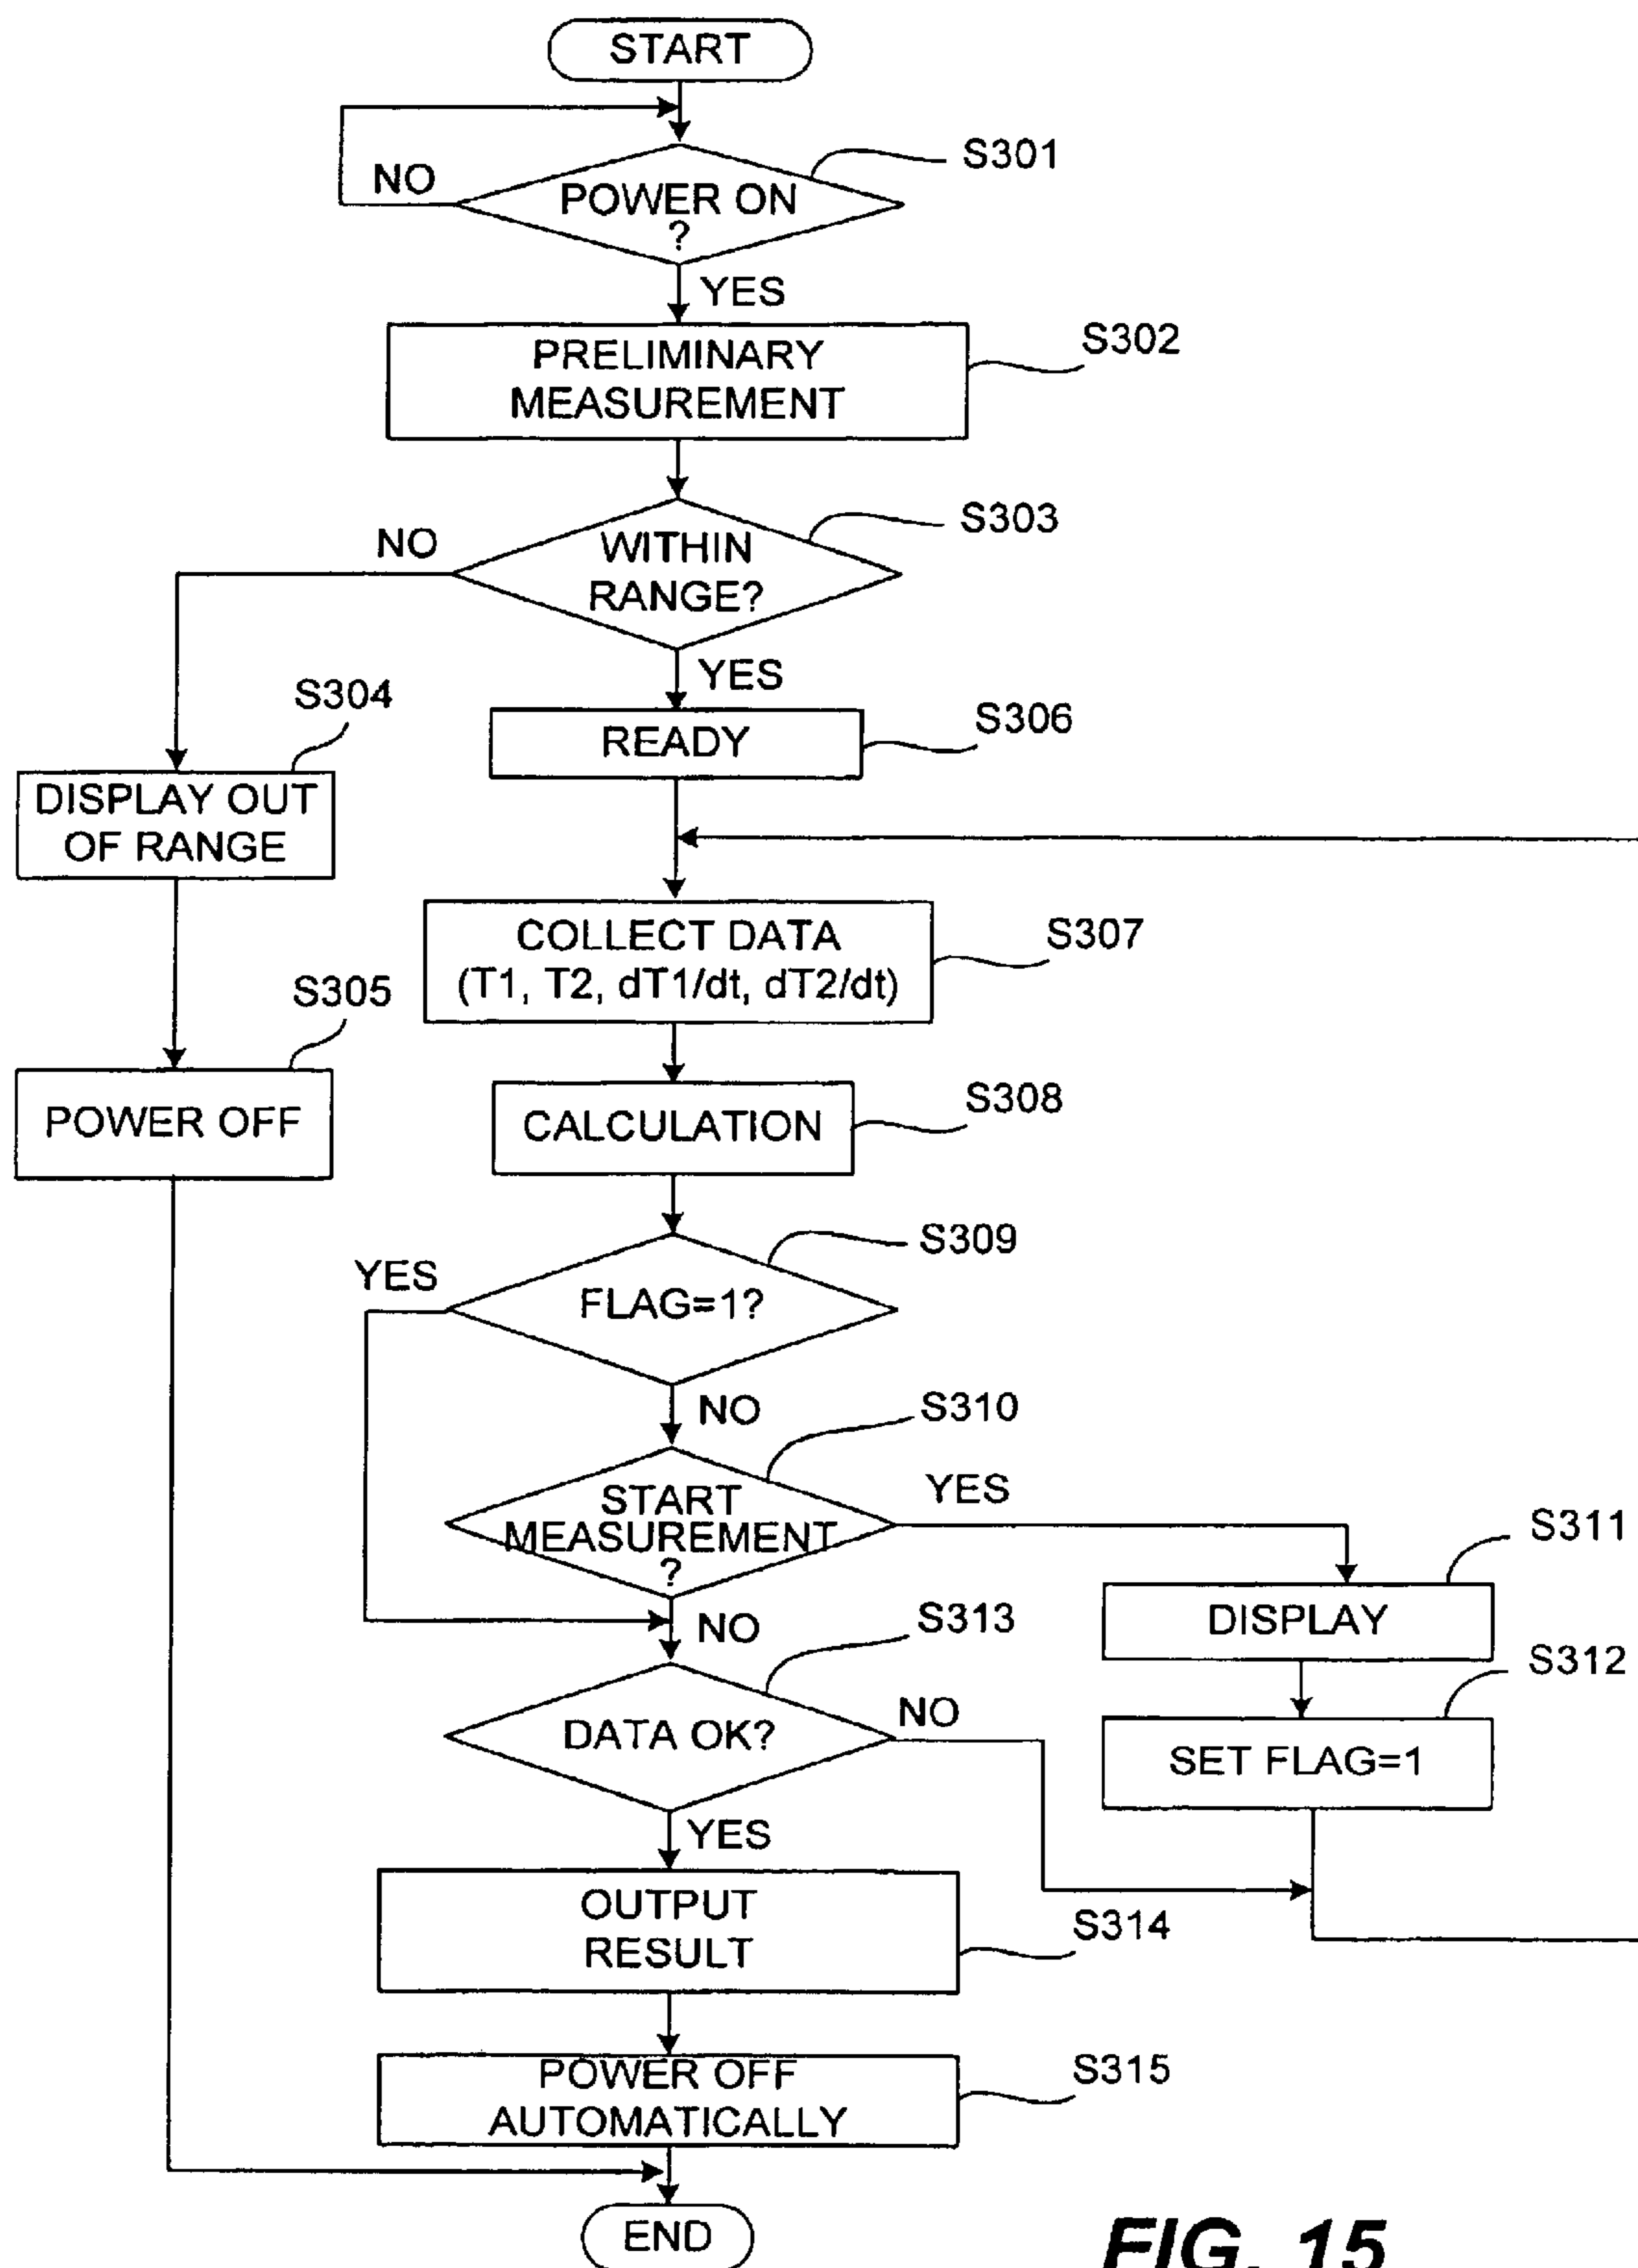 START
S301
NO
POWER ON
?
YES
S302
PRELIMINARY
MEASUREMENT
S303
NO
WITHIN
RANGE?
YES
S304
S306
READY
DISPLAY OUT
OF RANGE
S307
COLLECT DATA
(T1, T2, dT1/dt, dT2/dt)
S305
S308
POWER OFF
CALCULATION
S309
YES
FLAG=1?
NO
S310
START
MEASUREMENT
?
YES
S311
DISPLAY
NO
S313
S312
DATA OK?
NO
SET FLAG=1
YES
OUTPUT
RESULT
S314
POWER OFF
AUTOMATICALLY
S315
END
FIG. 15